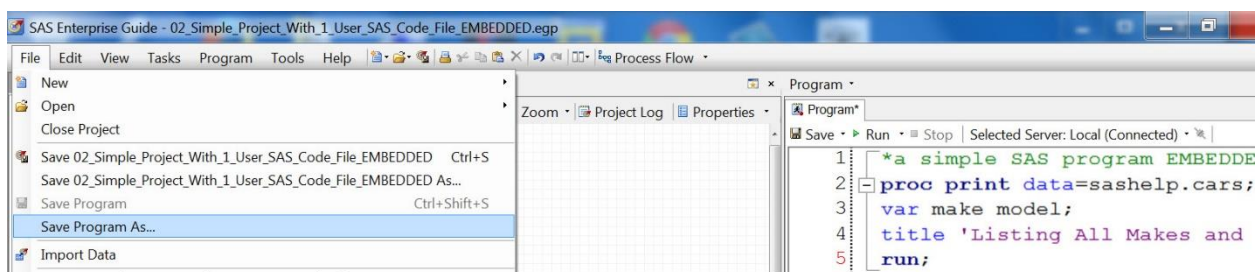 SAS Enterprise Guide - 02_Simple_Project_With_1_User_SAS_Code_File_EMBEDDED.egp
File Edit View Tasks Program Tools Help Process Flow
New
Open
Close Project
Save 02_Simple_Project_With_1_User_SAS_Code_File_EMBEDDED Ctrl+S
Save 02_Simple_Project_With_1_User_SAS_Code_File_EMBEDDED As...
Save Program Ctrl+Shift+S
Save Program As...
Import Data
Zoom Project Log Properties
Program
Program*
Save Run Stop Selected Server: Local (Connected)
1 *a simple SAS program EMBEDDE
2 proc print data=sashelp.cars;
3 var make model;
4 title 'Listing All Makes and
5 run;